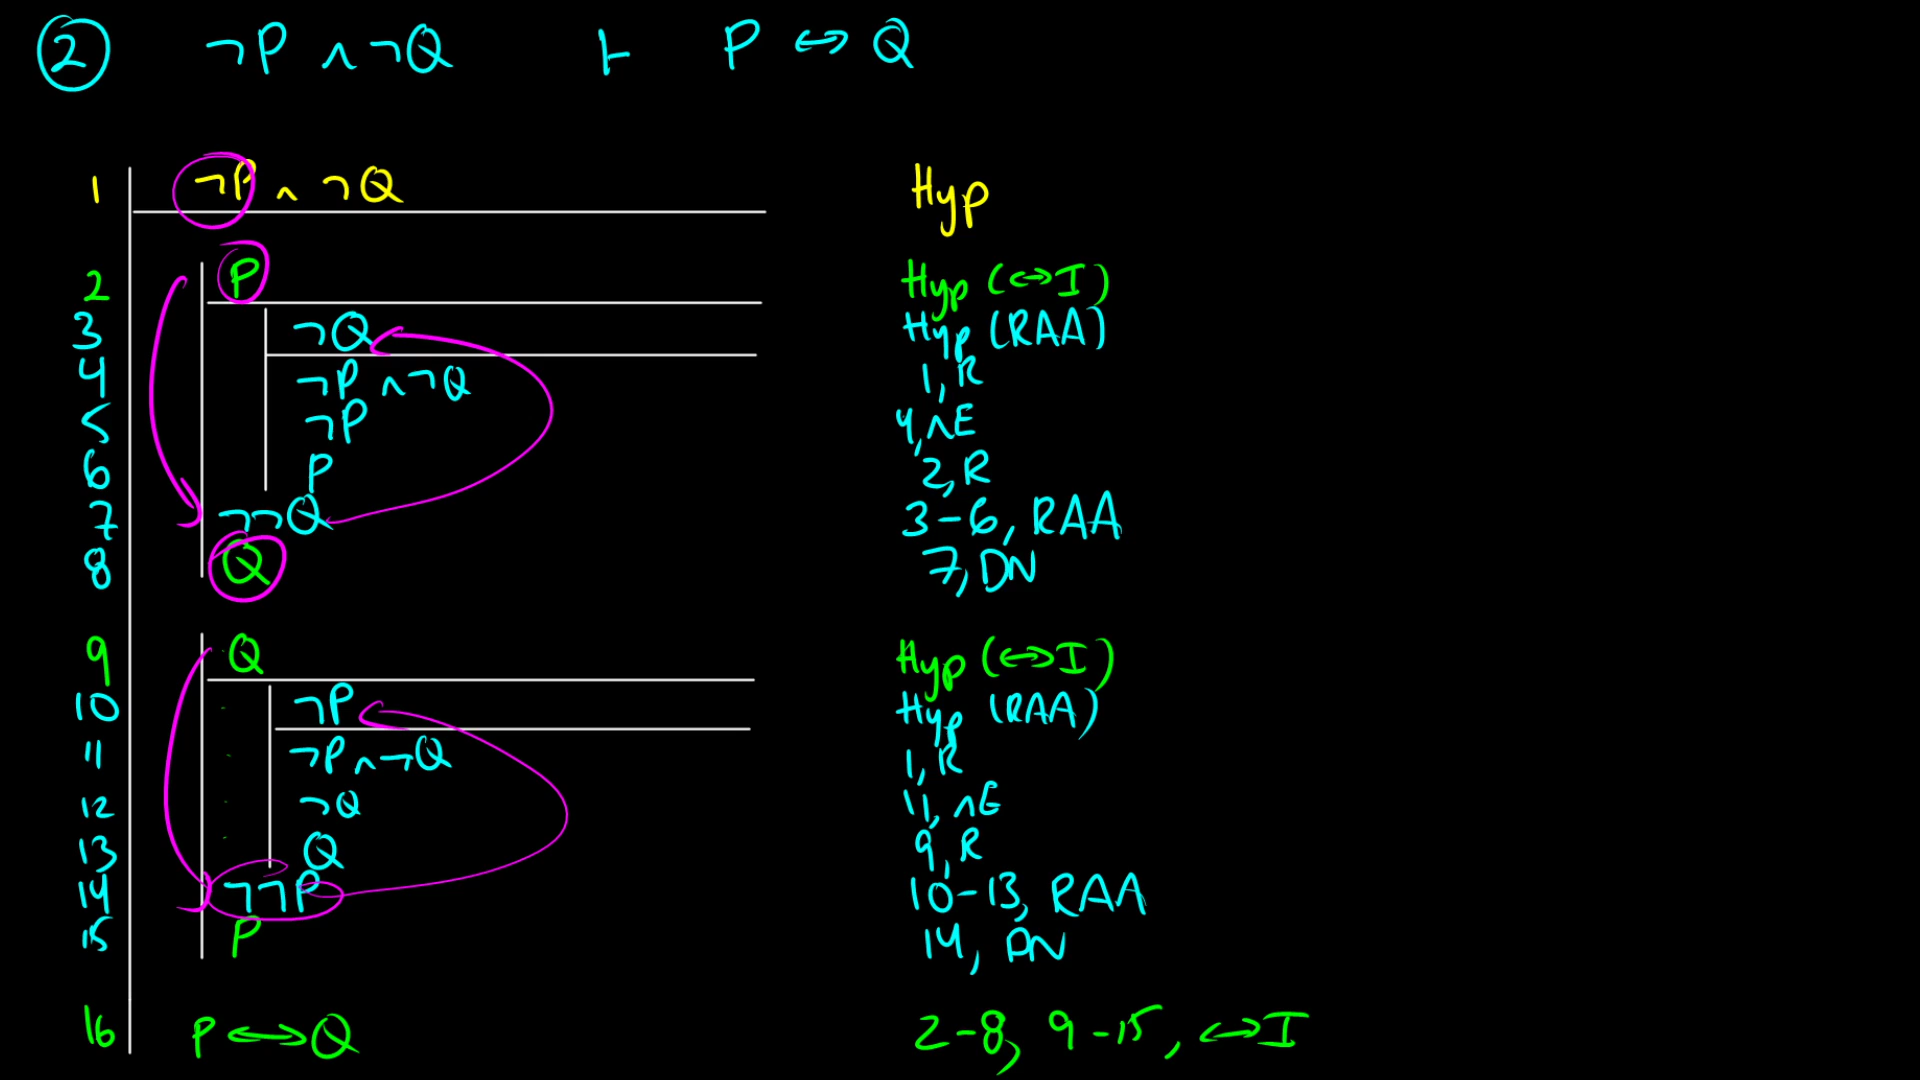 ② ¬P ∧ ¬Q ⊢ P ↔ Q
1 ¬P ∧ ¬Q Hyp
2 P Hyp (↔I)
3 ¬Q Hyp (RAA)
4 ¬P ∧ ¬Q 1, R
5 ¬P 4, ∧E
6 P 2, R
7 ¬¬Q 3-6, RAA
8 Q 7, DN
9 Q Hyp (↔I)
10 ¬P Hyp (RAA)
11 ¬P ∧ ¬Q 1, R
12 ¬Q 11, ∧E
13 Q 9, R
14 ¬¬P 10-13, RAA
15 P 14, DN
16 P ↔ Q 2-8, 9-15, ↔I